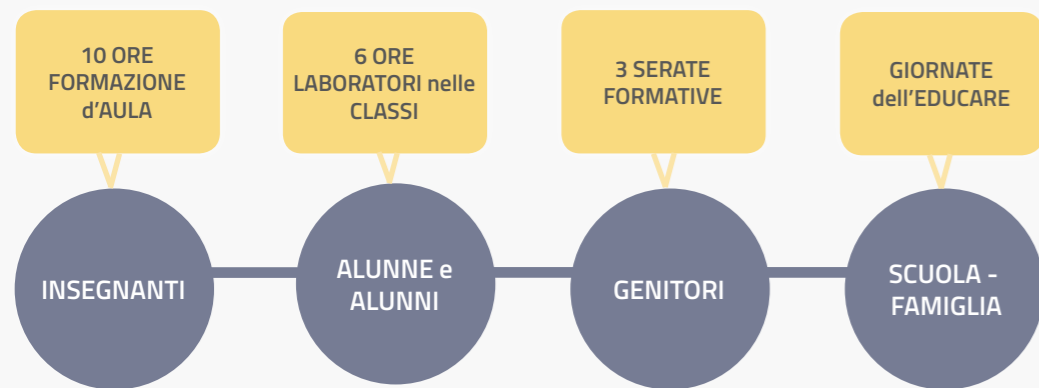 10 ORE
FORMAZIONE
d'AULA
6 ORE
LABORATORI nelle
CLASSI
3 SERATE
FORMATIVE
GIORNATE
dell'EDUCARE
INSEGNANTI
ALUNNE e
ALUNNI
GENITORI
SCUOLA -
FAMIGLIA